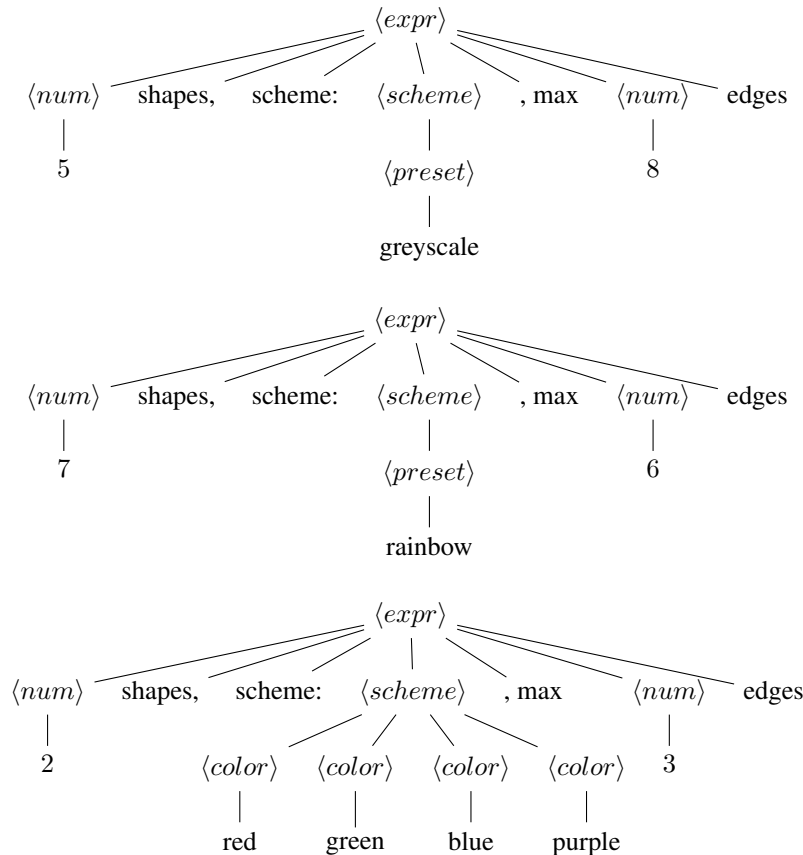 ⟨expr⟩
⟨num⟩ shapes, scheme: ⟨scheme⟩ , max ⟨num⟩ edges
5 ⟨preset⟩ 8
greyscale
⟨expr⟩
⟨num⟩ shapes, scheme: ⟨scheme⟩ , max ⟨num⟩ edges
7 ⟨preset⟩ 6
rainbow
⟨expr⟩
⟨num⟩ shapes, scheme: ⟨scheme⟩ , max ⟨num⟩ edges
2 ⟨color⟩ ⟨color⟩ ⟨color⟩ ⟨color⟩ 3
red green blue purple